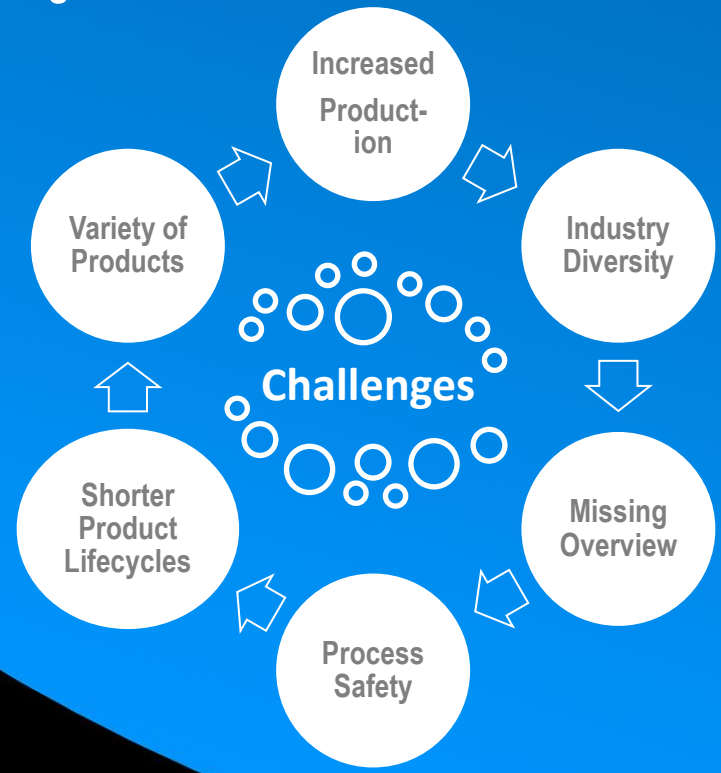 Increased
Product-
ion
Industry
Diversity
Missing
Overview
Process
Safety
Shorter
Product
Lifecycles
Variety of
Products
Challenges